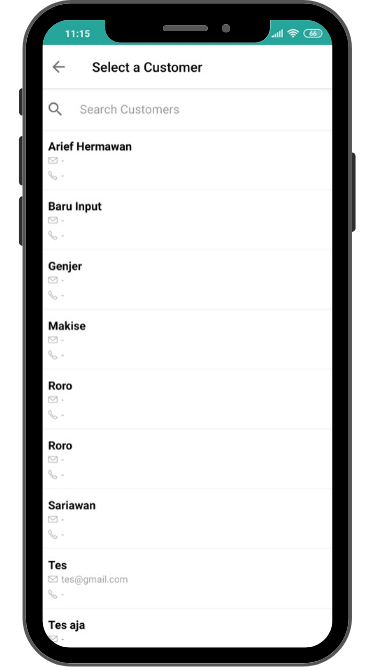 11:15
66
Select a Customer
Search Customers
Arief Hermawan
-
-
Baru Input
-
-
Genjer
-
-
Makise
-
-
Roro
-
-
Roro
-
-
Sariawan
-
-
Tes
tes@gmail.com
-
Tes aja
-